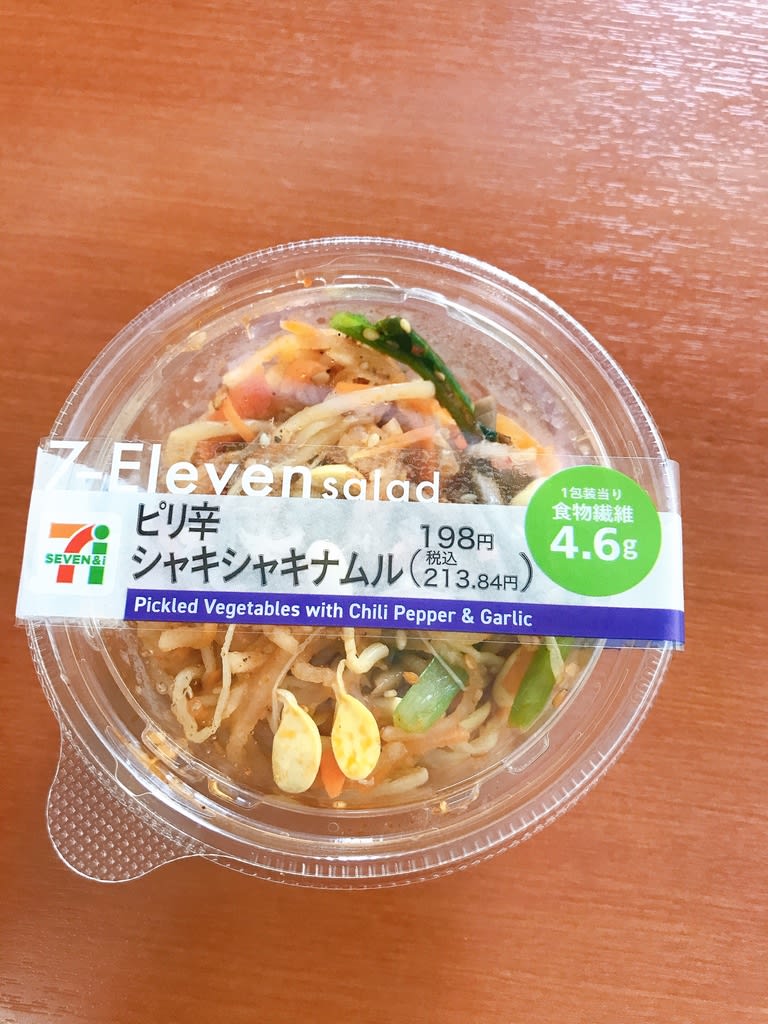 7-Eleven salad
SEVEN&i
ピリ辛
シャキシャキナムル
198円
(税込
213.84円)
Pickled Vegetables with Chili Pepper & Garlic
1包装当り
食物繊維
4.6g